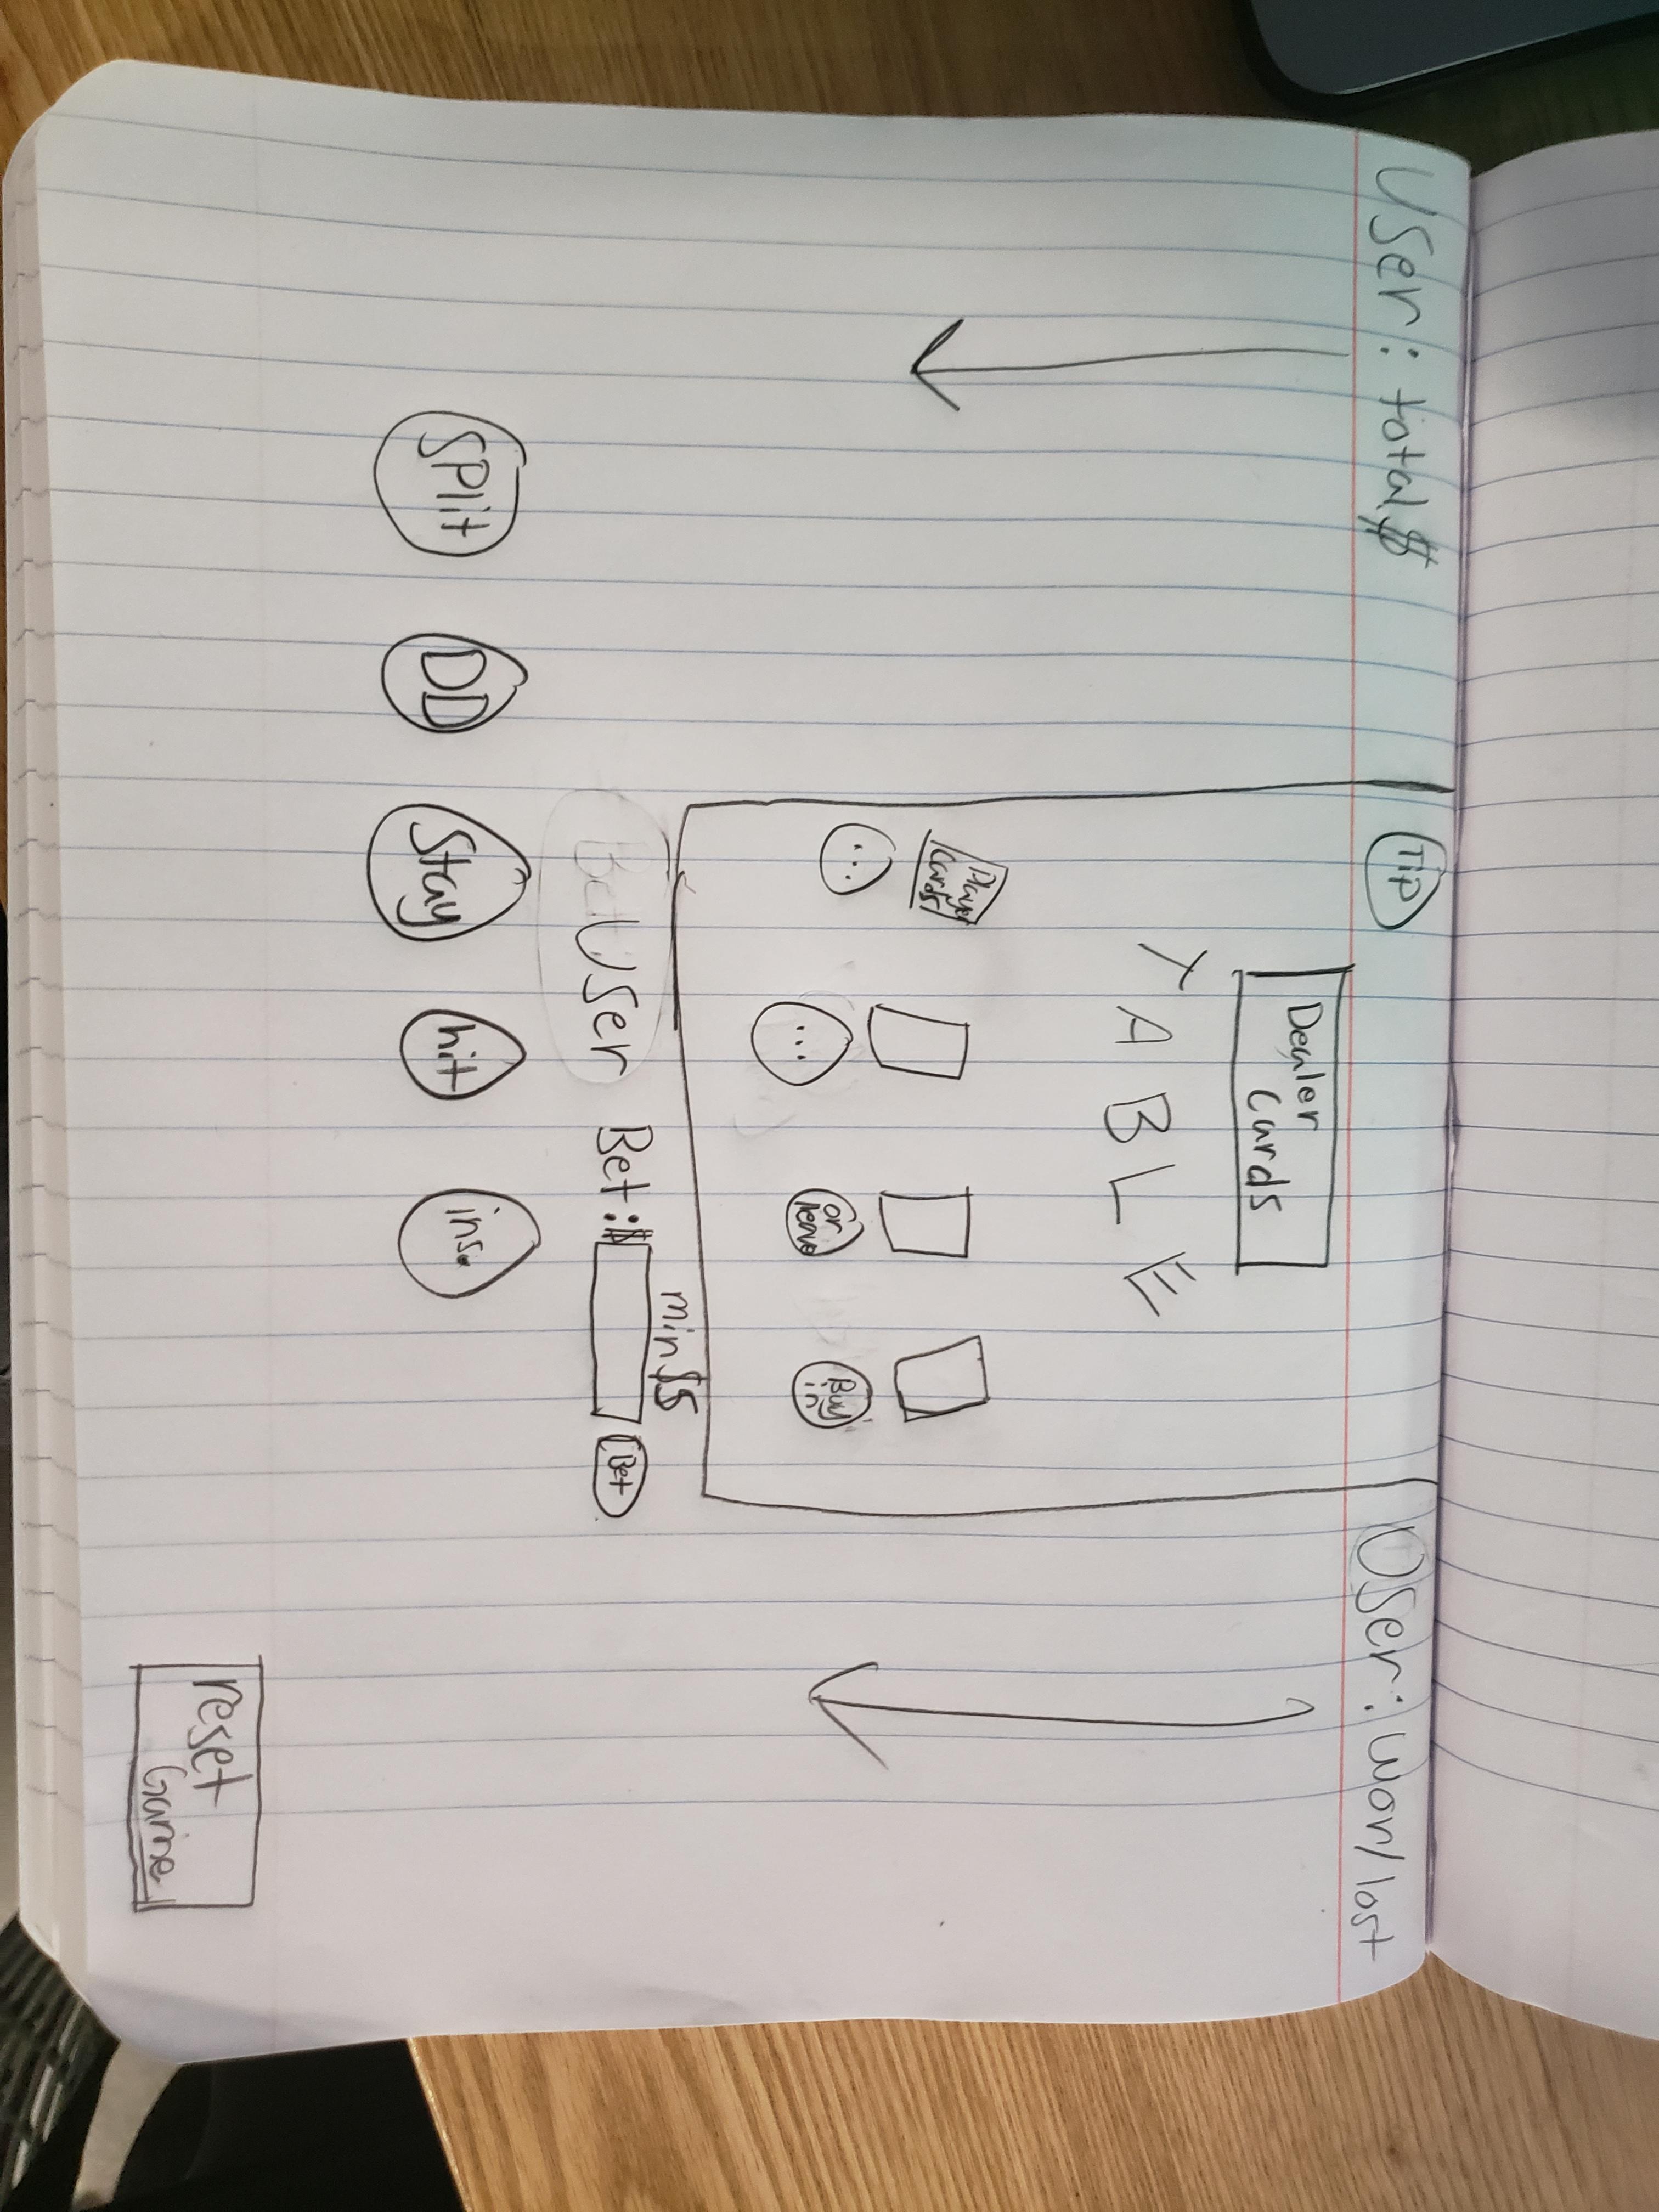 User: total $
TIP
User: won/lost
Dealer
Cards
TABLE
Player
cards
or
leave
Buy
in
min $5
User Bet: $
Bet
Split
DD
Stay
hit
ins.
reset
Game